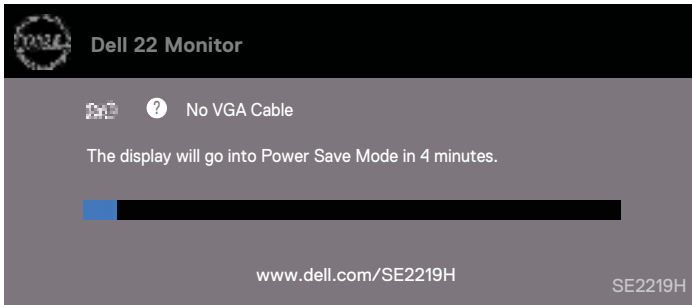 Dell 22 Monitor
? No VGA Cable
The display will go into Power Save Mode in 4 minutes.
www.dell.com/SE2219H
SE2219H